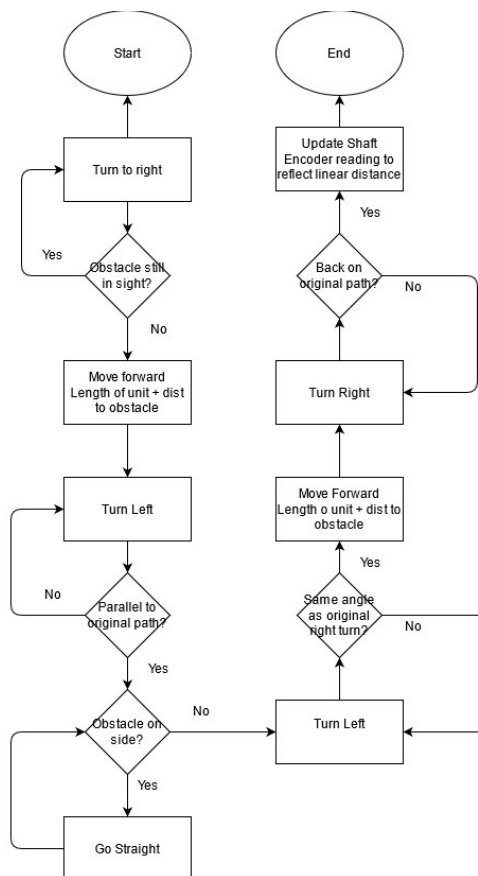 Start
Turn to right
Yes
Obstacle still
in sight?
No
Move forward
Length of unit + dist
to obstacle
Turn Left
No
Parallel to
original path?
Yes
Obstacle on
side?
No
Yes
Go Straight
End
Update Shaft
Encoder reading to
reflect linear distance
Yes
Back on
original path?
No
Turn Right
Move Forward
Length o unit + dist to
obstacle
Yes
Same angle
as original
right turn?
No
Turn Left